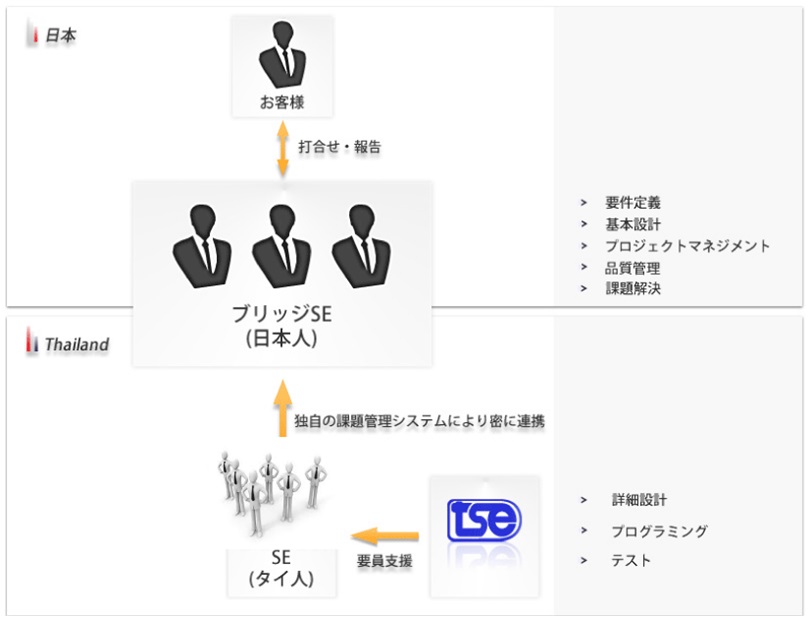 日本
お客様
打合せ・報告
ブリッジSE
(日本人)
> 要件定義
> 基本設計
> プロジェクトマネジメント
> 品質管理
> 課題解決
Thailand
独自の課題管理システムにより密に連携
SE
(タイ人)
要員支援
tse
> 詳細設計
> プログラミング
> テスト